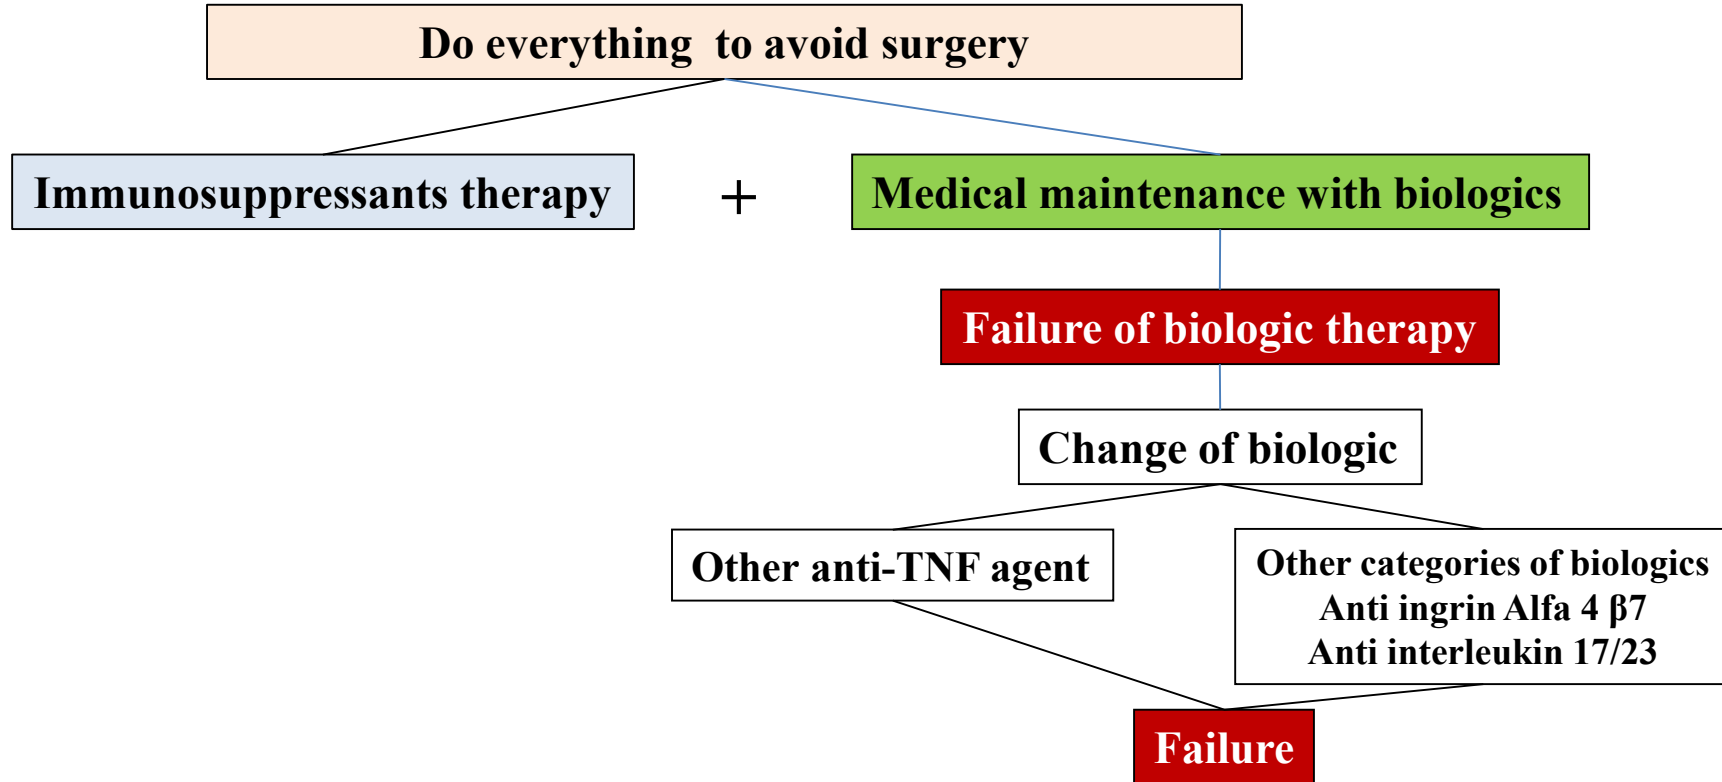 Do everything to avoid surgery
Immunosuppressants therapy
+
Medical maintenance with biologics
Failure of biologic therapy
Change of biologic
Other anti-TNF agent
Other categories of biologics
Anti ingrin Alfa 4 β7
Anti interleukin 17/23
Failure